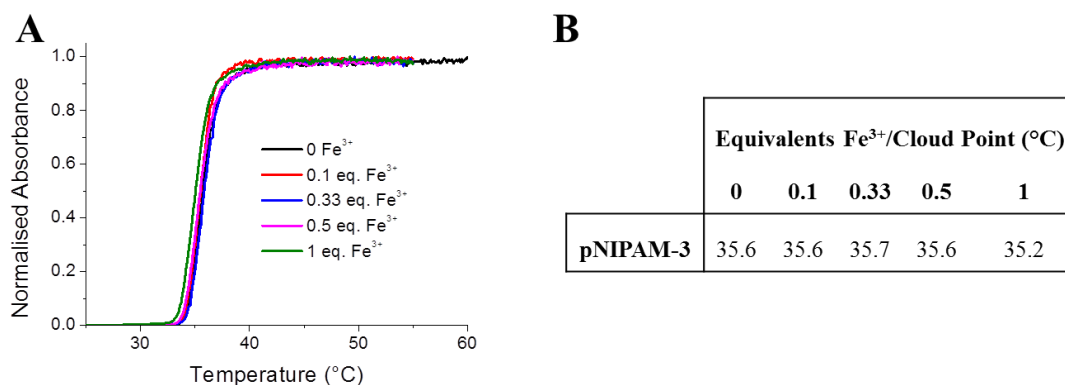 A
B
1.0
0.8
0.6
0.4
0.2
0.0
Normalised Absorbance
0 Fe³⁺
0.1 eq. Fe³⁺
0.33 eq. Fe³⁺
0.5 eq. Fe³⁺
1 eq. Fe³⁺
30 40 50 60
Temperature (°C)
Equivalents Fe³⁺/Cloud Point (°C)
0 0.1 0.33 0.5 1
pNIPAM-3 35.6 35.6 35.7 35.6 35.2